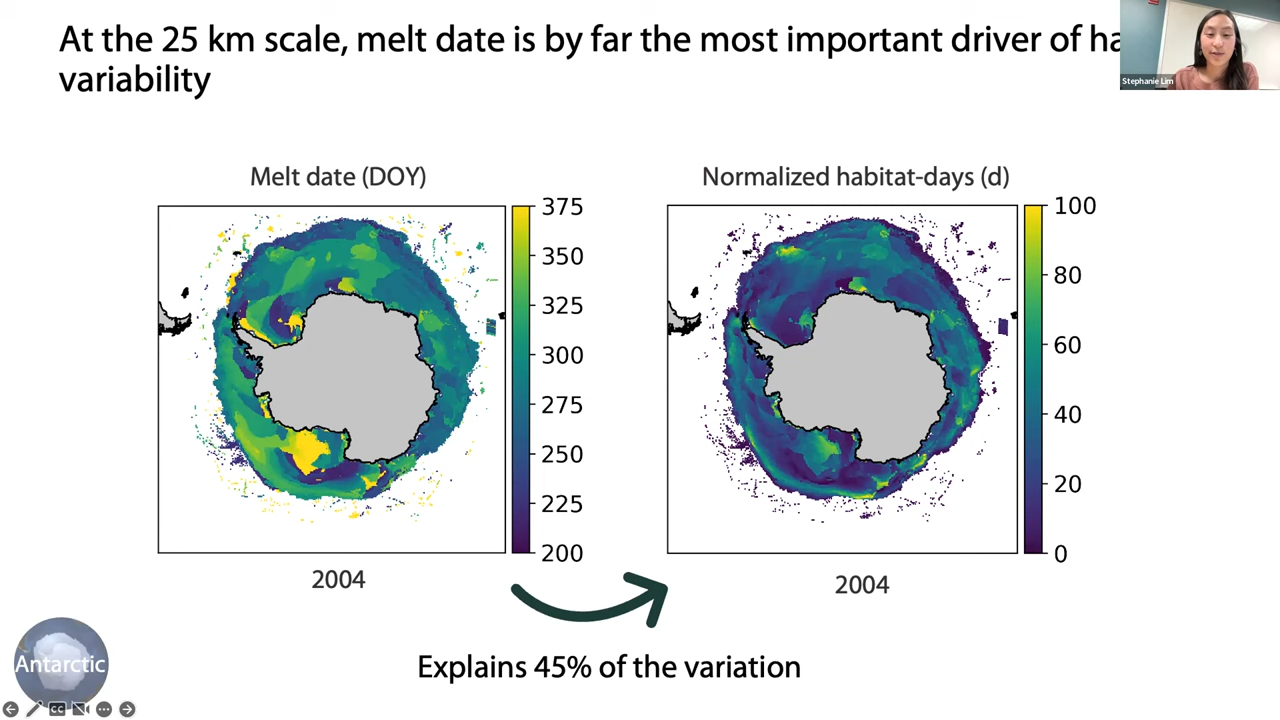 At the 25 km scale, melt date is by far the most important driver of ha
variability
Stephanie Lim
Melt date (DOY)
Normalized habitat-days (d)
375
350
325
300
275
250
225
200
100
80
60
40
20
0
2004
2004
Explains 45% of the variation
Antarctic
CC